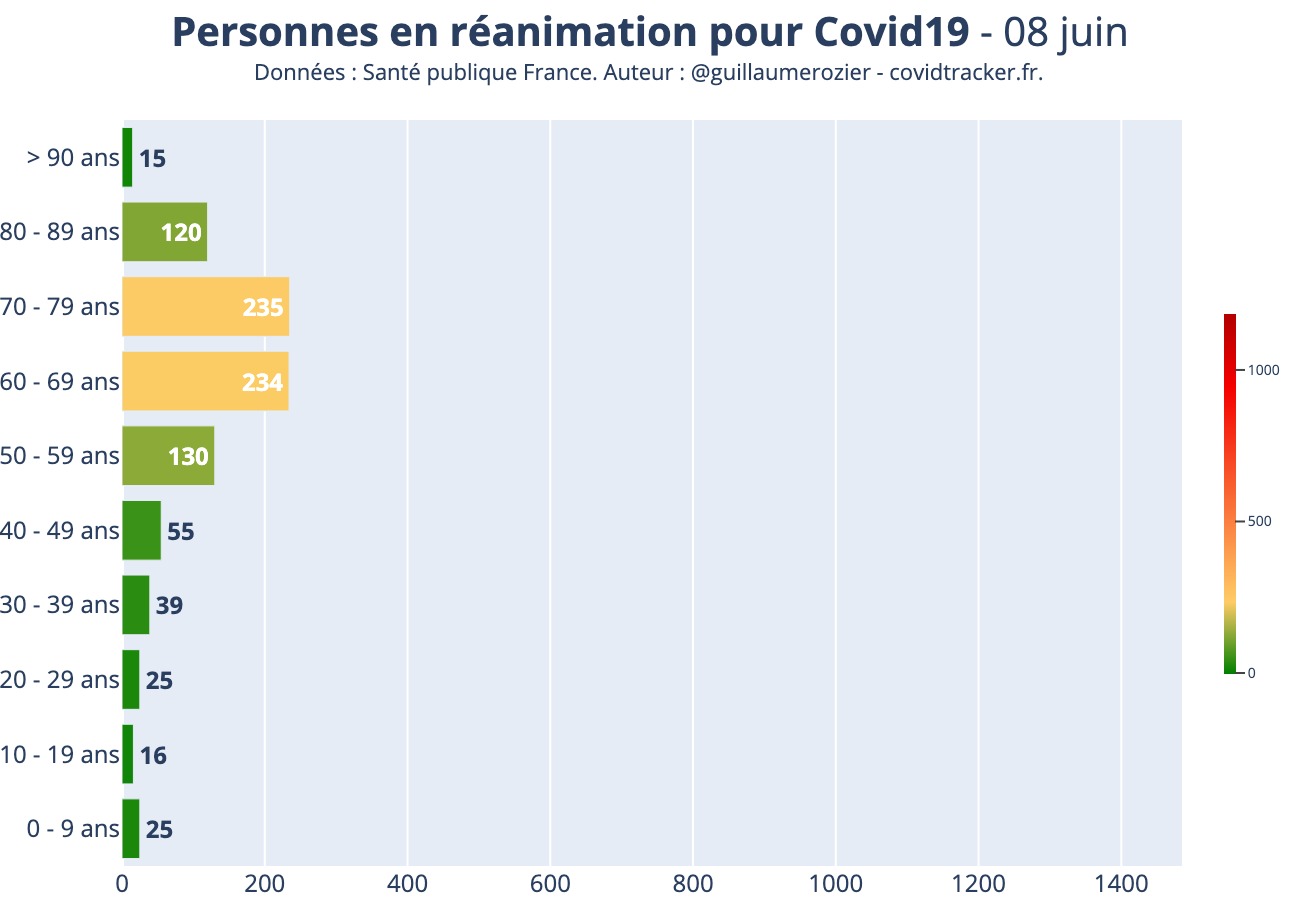 Personnes en réanimation pour Covid19 - 08 juin
Données : Santé publique France. Auteur : @guillaumerozier - covidtracker.fr.
> 90 ans 15
80 - 89 ans 120
70 - 79 ans 235
60 - 69 ans 234
50 - 59 ans 130
40 - 49 ans 55
30 - 39 ans 39
20 - 29 ans 25
10 - 19 ans 16
0 - 9 ans 25
0 200 400 600 800 1000 1200 1400
1000
500
0